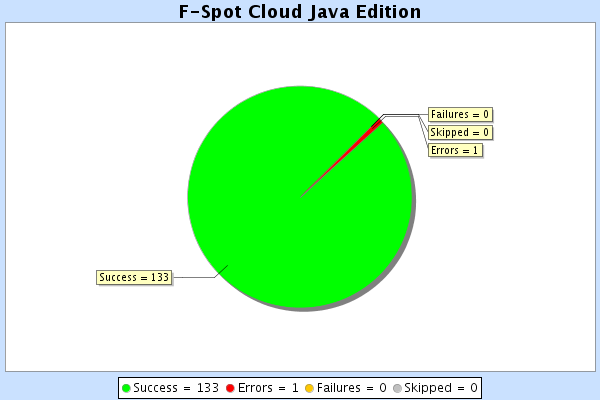 F-Spot Cloud Java Edition
Failures = 0
Skipped = 0
Errors = 1
Success = 133
Success = 133 Errors = 1 Failures = 0 Skipped = 0